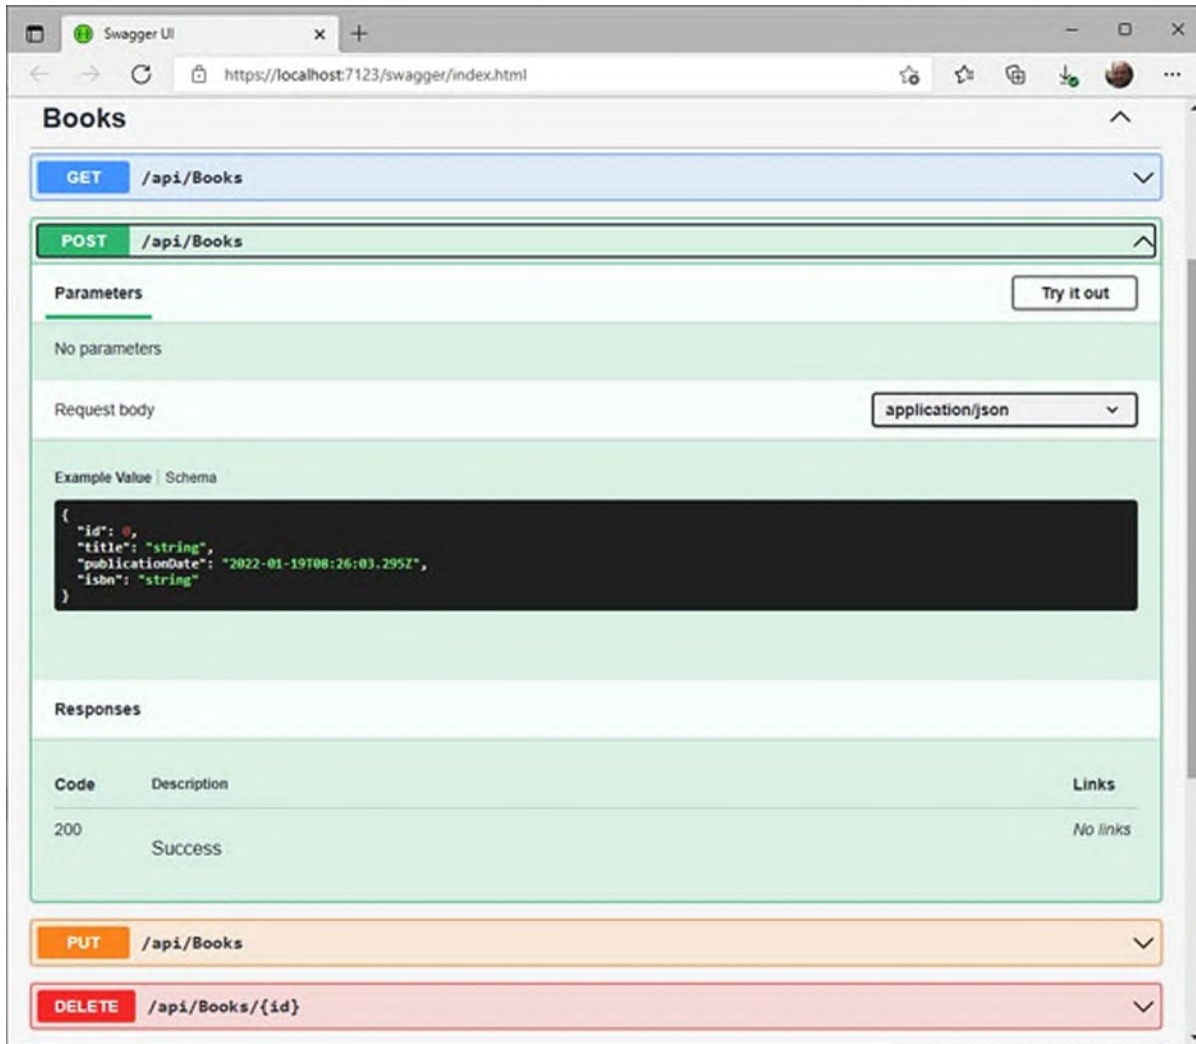 Swagger UI
https://localhost:7123/swagger/index.html
Books
GET /api/Books
POST /api/Books
Parameters Try it out
No parameters
Request body application/json
Example Value | Schema
{
"id": 0,
"title": "string",
"publicationDate": "2022-01-19T08:26:03.295Z",
"isbn": "string"
}
Responses
Code Description Links
200 Success No links
PUT /api/Books
DELETE /api/Books/{id}